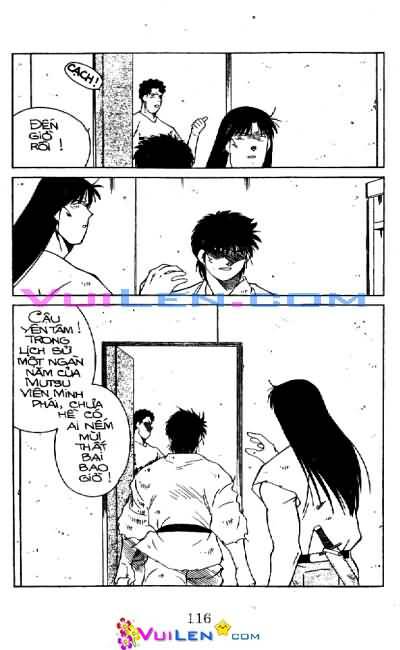 CẠCH!
ĐẾN
GIỜ
RỒI!
VUILEN.COM
CẬU
YÊN TÂM!
TRONG
LỊCH SỬ
MỘT NGÀN
NĂM CỦA
MUTSU
VIÊN MINH
PHÁI, CHƯA
HỀ CÓ
AI NẾM
MÙI
THẤT
BẠI
BAO
GIỜ!
116
VUILEN.COM